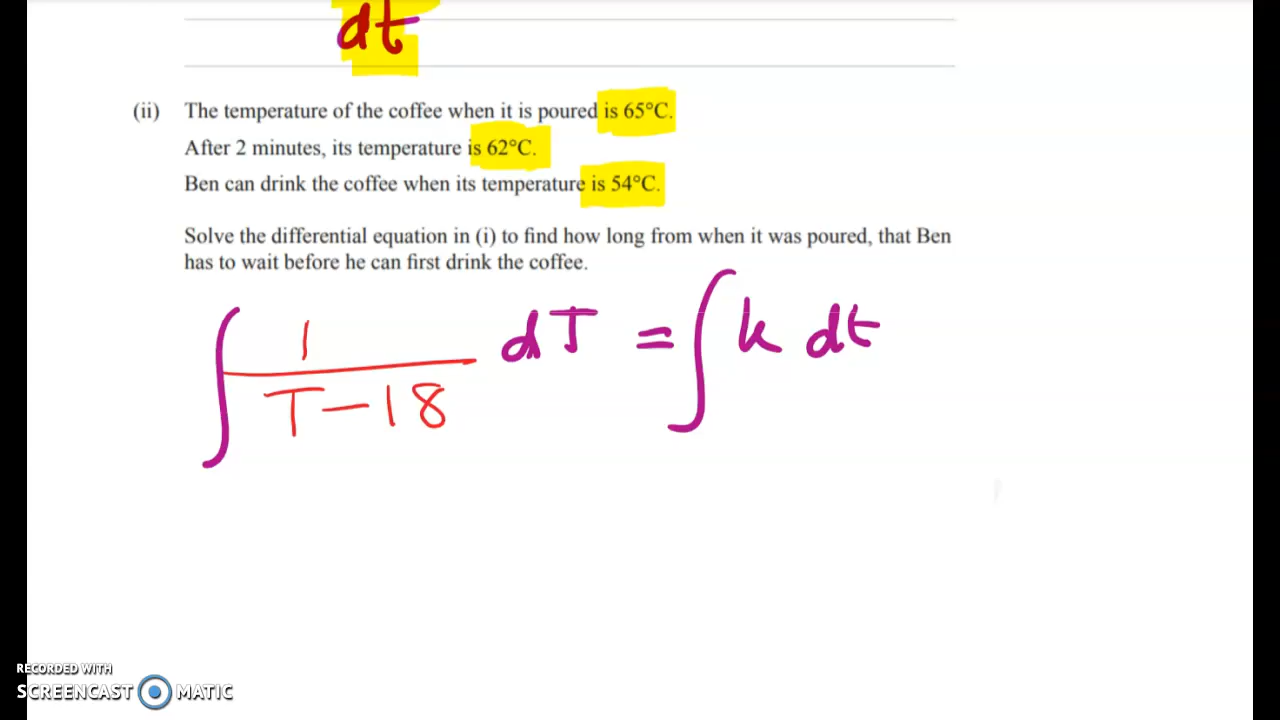 dt
(ii) The temperature of the coffee when it is poured is 65°C.
After 2 minutes, its temperature is 62°C.
Ben can drink the coffee when its temperature is 54°C.
Solve the differential equation in (i) to find how long from when it was poured, that Ben
has to wait before he can first drink the coffee.
∫ 1/(T-18) dT = ∫ k dt
RECORDED WITH
SCREENCAST MATIC